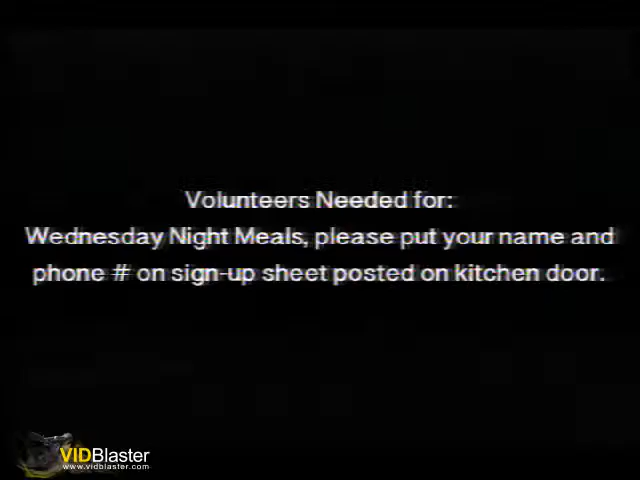 Volunteers Needed for:
Wednesday Night Meals, please put your name and
phone # on sign-up sheet posted on kitchen door.
VIDBlaster
www.vidblaster.com